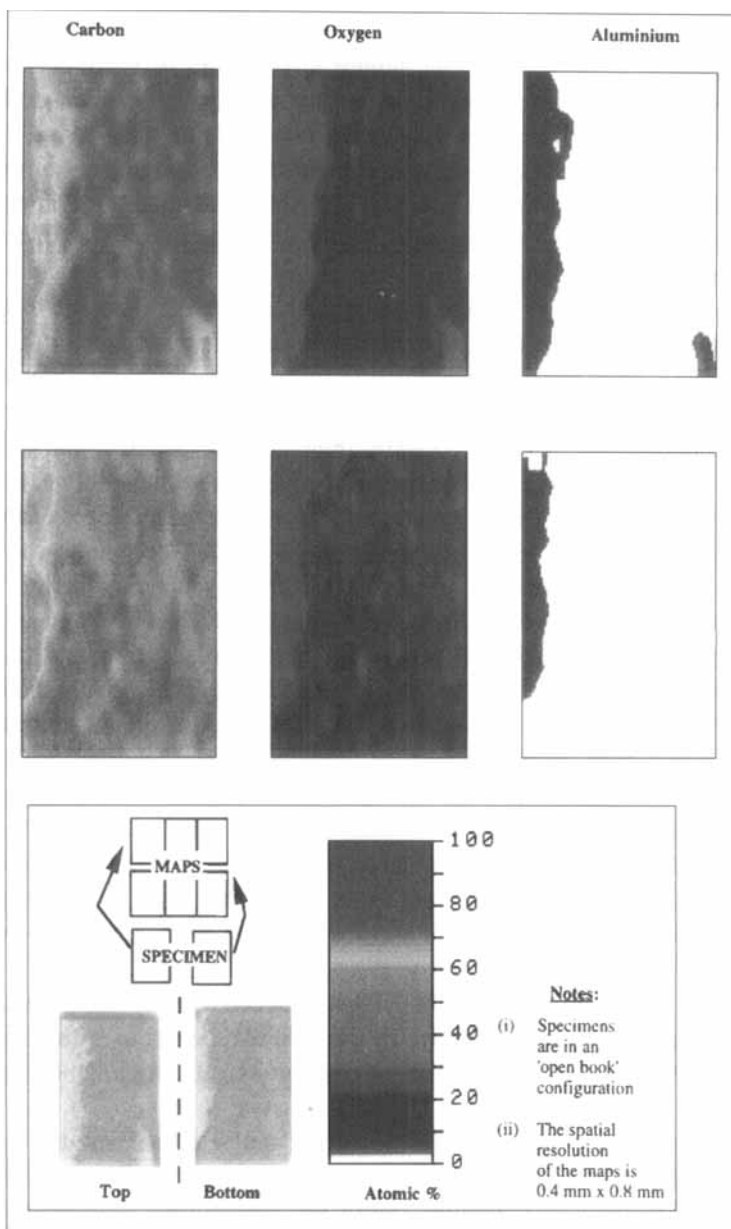 Carbon Oxygen Aluminium
MAPS
SPECIMEN
Top Bottom
100
80
60
40
20
0
Atomic %
Notes:
(i) Specimens
are in an
'open book'
configuration
(ii) The spatial
resolution
of the maps is
0.4 mm x 0.8 mm